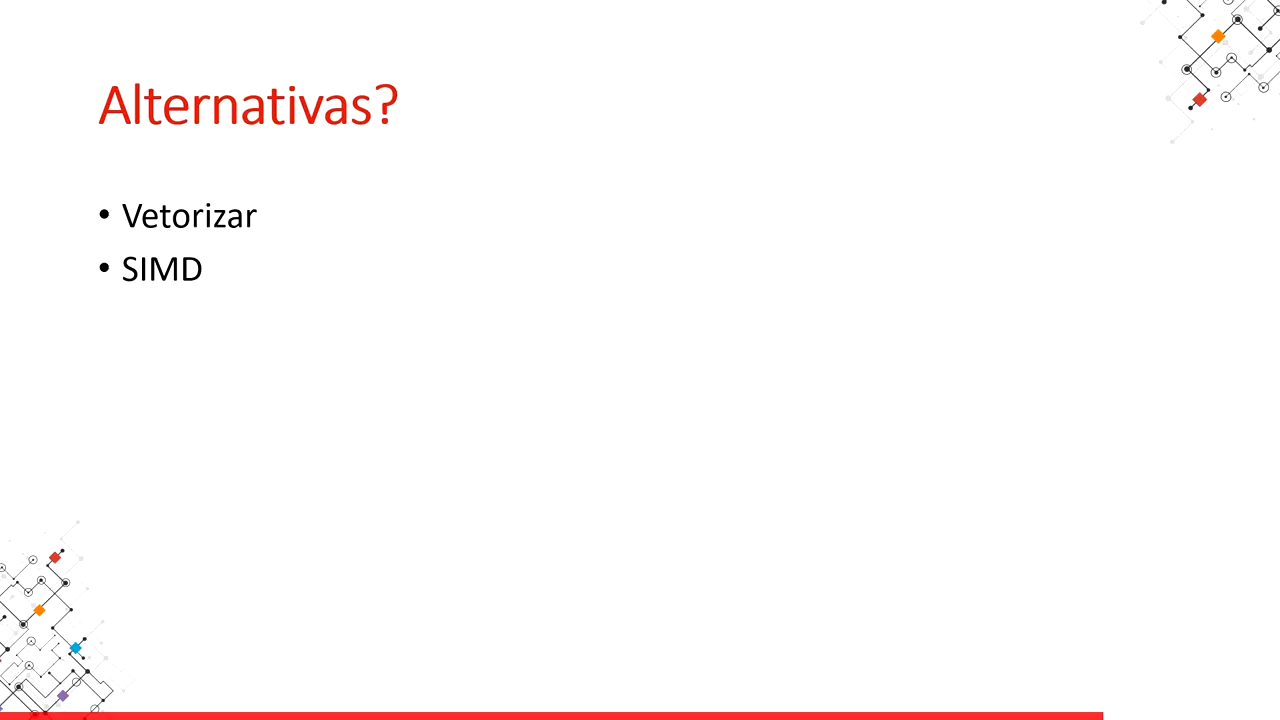 Alternativas?
• Vetorizar
• SIMD